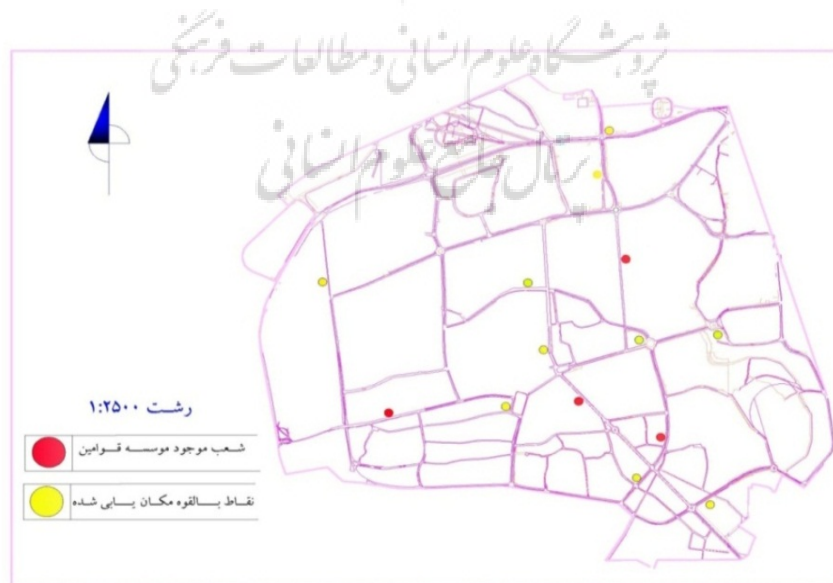 پژوهشگاه علوم انسانی و مطالعات فرهنگی
پرتال جامع علوم انسانی
رشت ۱:۲۵۰۰
شعب موجود موسسه قوامین
نقاط بالقوه مکان یابی شده